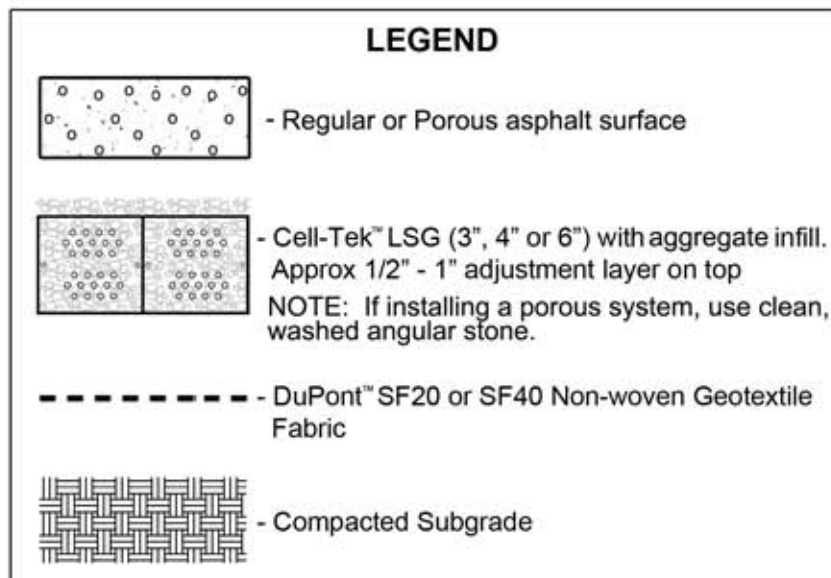 LEGEND
- Regular or Porous asphalt surface
- Cell-Tek™ LSG (3”, 4” or 6”) with aggregate infill.
Approx 1/2” - 1” adjustment layer on top
NOTE: If installing a porous system, use clean,
washed angular stone.
- DuPont™ SF20 or SF40 Non-woven Geotextile
Fabric
- Compacted Subgrade